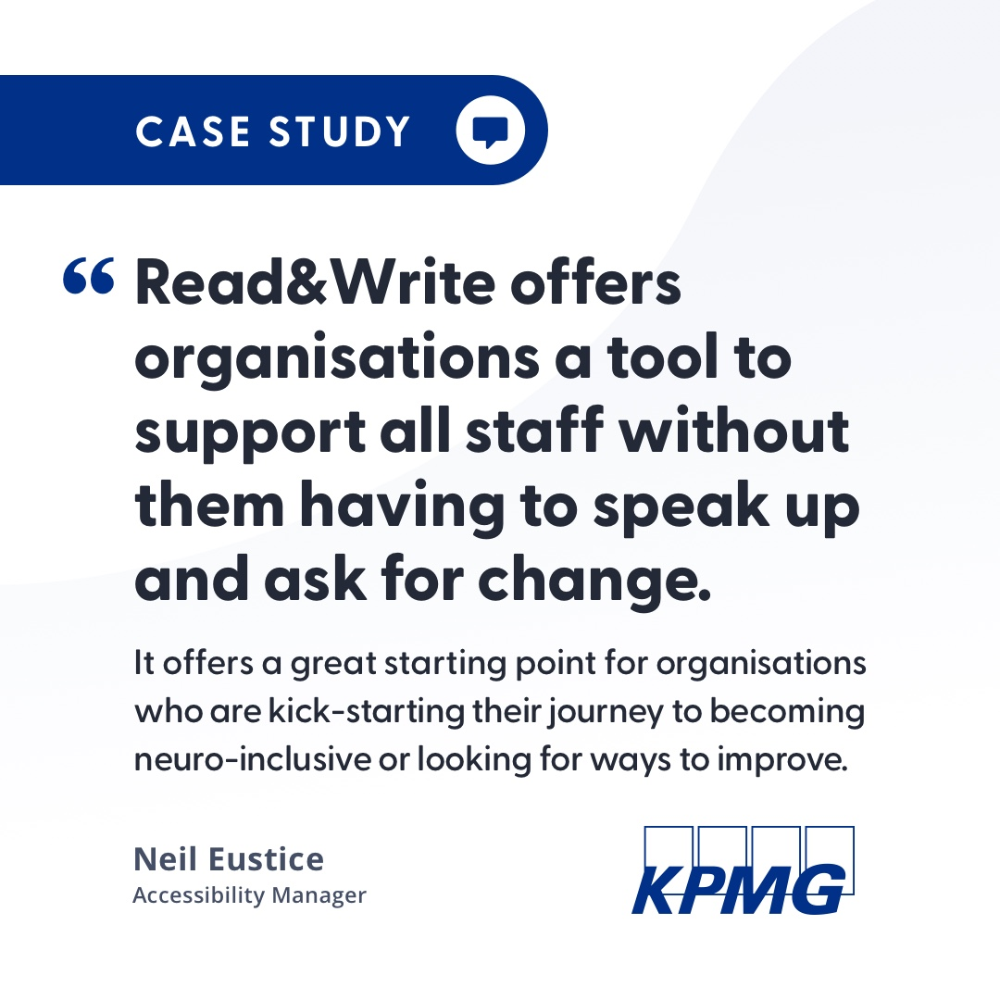 CASE STUDY
“Read&Write offers
organisations a tool to
support all staff without
them having to speak up
and ask for change.
It offers a great starting point for organisations
who are kick-starting their journey to becoming
neuro-inclusive or looking for ways to improve.
Neil Eustice
Accessibility Manager
KPMG